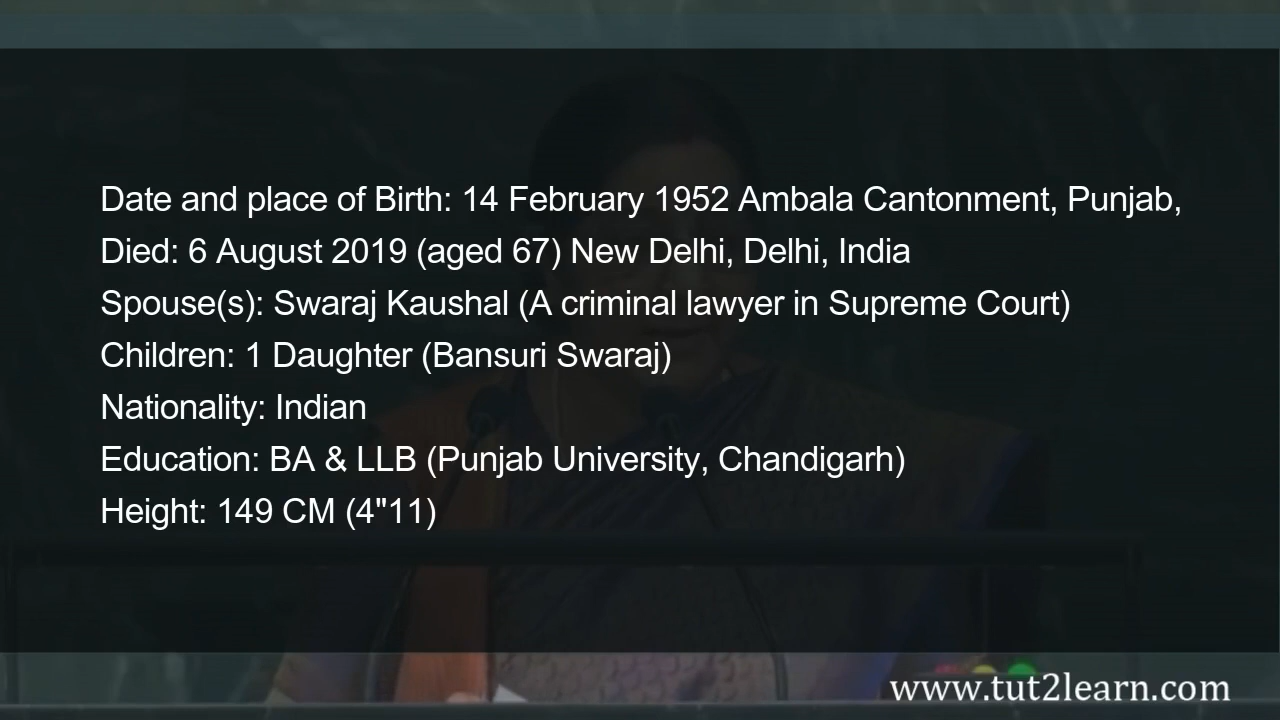 Date and place of Birth: 14 February 1952 Ambala Cantonment, Punjab,
Died: 6 August 2019 (aged 67) New Delhi, Delhi, India
Spouse(s): Swaraj Kaushal (A criminal lawyer in Supreme Court)
Children: 1 Daughter (Bansuri Swaraj)
Nationality: Indian
Education: BA & LLB (Punjab University, Chandigarh)
Height: 149 CM (4"11)
www.tut2learn.com